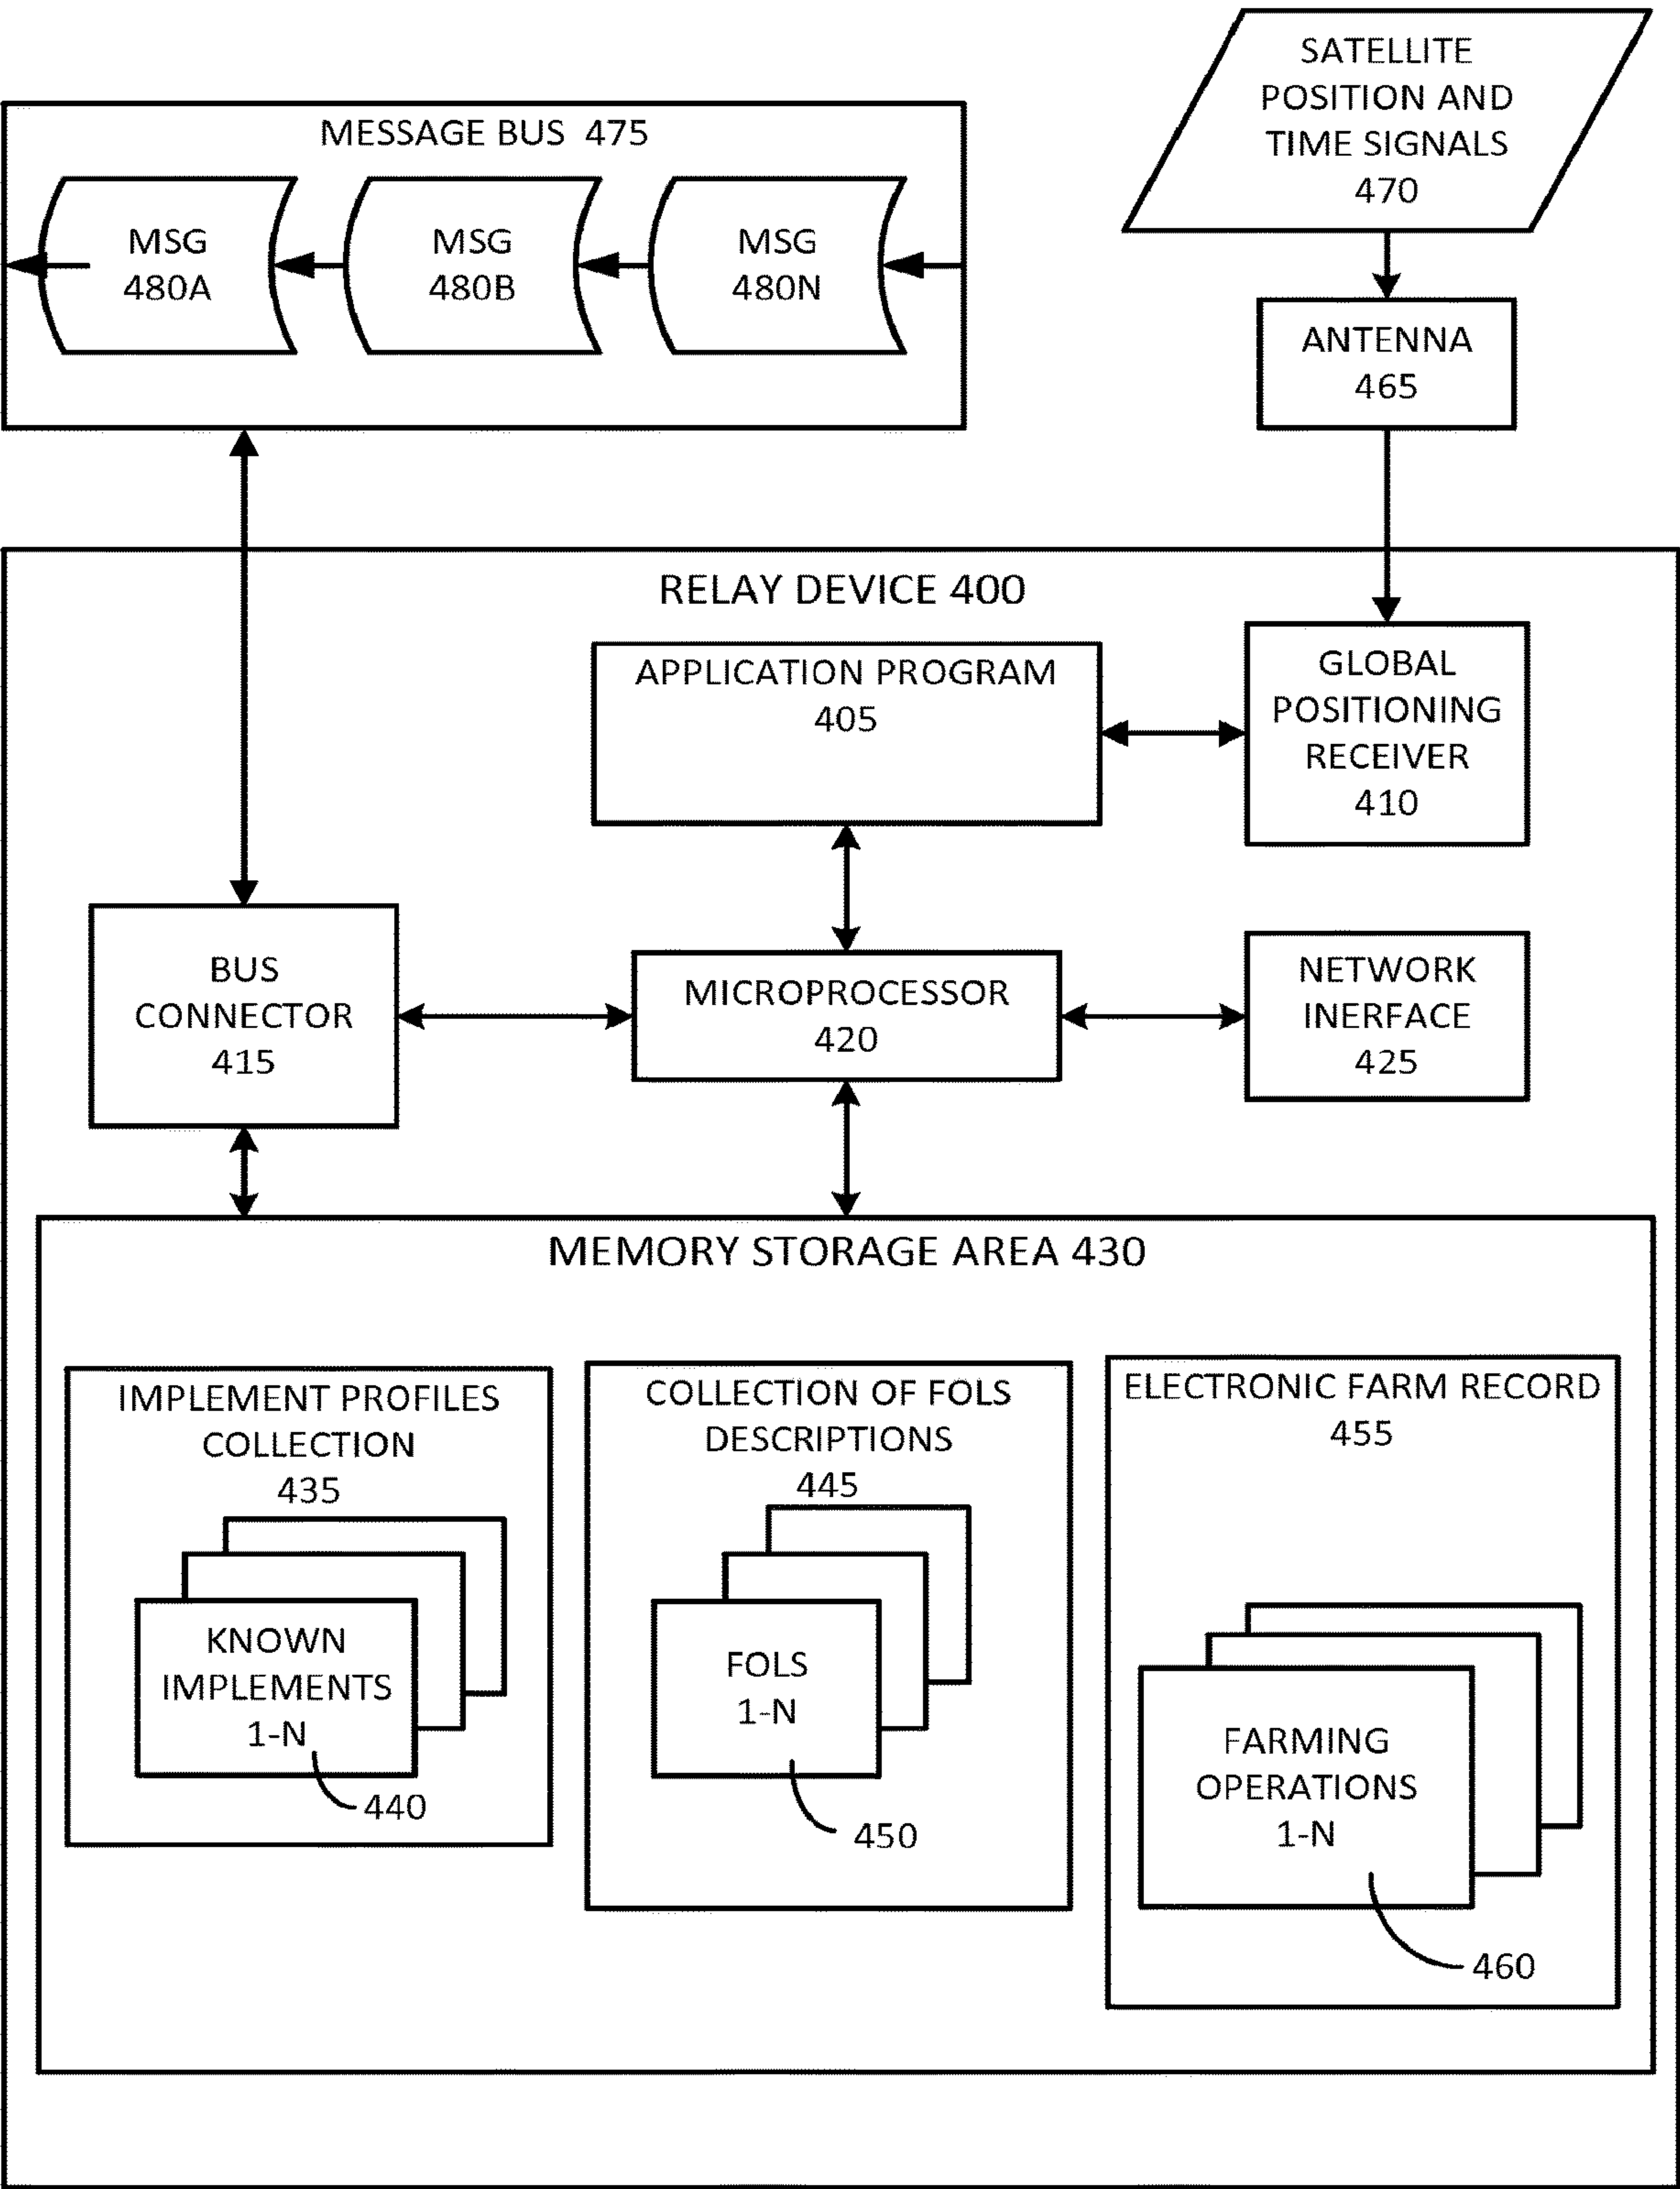 SATELLITE
POSITION AND
TIME SIGNALS
470
MESSAGE BUS 475
MSG
480A
MSG
480B
MSG
480N
ANTENNA
465
RELAY DEVICE 400
APPLICATION PROGRAM
405
GLOBAL
POSITIONING
RECEIVER
410
BUS
CONNECTOR
415
MICROPROCESSOR
420
NETWORK
INERFACE
425
MEMORY STORAGE AREA 430
IMPLEMENT PROFILES
COLLECTION
435
KNOWN
IMPLEMENTS
1-N
440
COLLECTION OF FOLS
DESCRIPTIONS
445
FOLS
1-N
450
ELECTRONIC FARM RECORD
455
FARMING
OPERATIONS
1-N
460